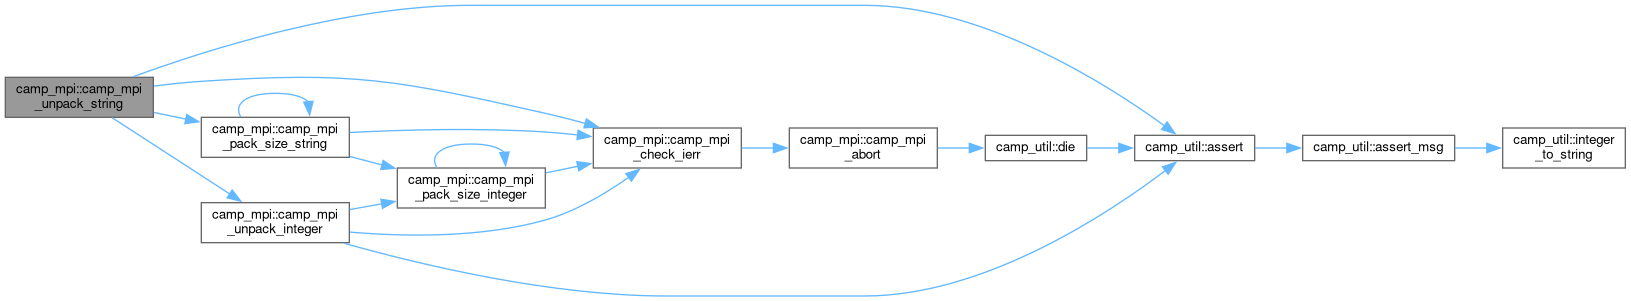 camp_mpi::camp_mpi
_unpack_string
camp_mpi::camp_mpi
_pack_size_string
camp_mpi::camp_mpi
_unpack_integer
camp_mpi::camp_mpi
_pack_size_integer
camp_mpi::camp_mpi
_check_ierr
camp_mpi::camp_mpi
_abort
camp_util::die
camp_util::assert
camp_util::assert_msg
camp_util::integer
_to_string